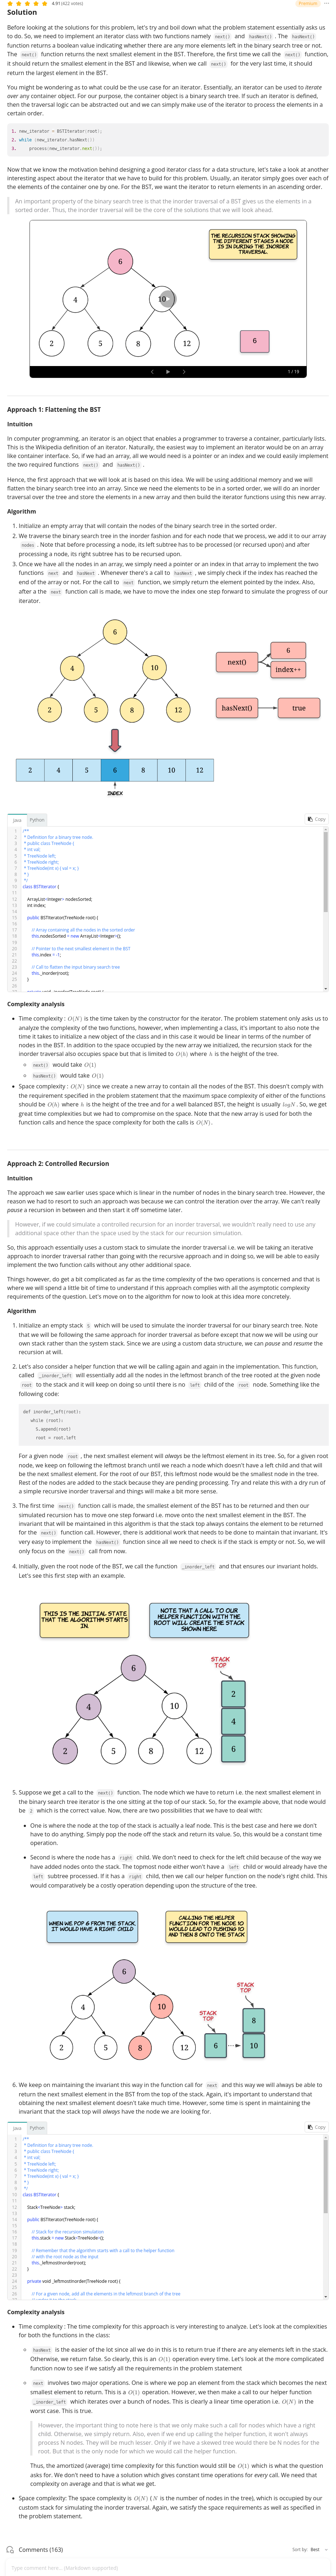 4.91 (422 votes)
Premium
Solution
Before looking at the solutions for this problem, let's try and boil down what the problem statement essentially asks us
to do. So, we need to implement an iterator class with two functions namely next() and hasNext() . The hasNext()
function returns a boolean value indicating whether there are any more elements left in the binary search tree or not.
The next() function returns the next smallest element in the BST. Therefore, the first time we call the next() function,
it should return the smallest element in the BST and likewise, when we call next() for the very last time, it should
return the largest element in the BST.
You might be wondering as to what could be the use case for an iterator. Essentially, an iterator can be used to iterate
over any container object. For our purpose, the container object is a binary search tree. If such an iterator is defined,
then the traversal logic can be abstracted out and we can simply make use of the iterator to process the elements in a
certain order.
1. new_iterator = BSTIterator(root);
2. while (new_iterator.hasNext())
3. process(new_iterator.next());
Now that we know the motivation behind designing a good iterator class for a data structure, let's take a look at another
interesting aspect about the iterator that we have to build for this problem. Usually, an iterator simply goes over each of
the elements of the container one by one. For the BST, we want the iterator to return elements in an ascending order.
An important property of the binary search tree is that the inorder traversal of a BST gives us the elements in a
sorted order. Thus, the inorder traversal will be the core of the solutions that we will look ahead.
THE RECURSION STACK SHOWING
THE DIFFERENT STAGES A NODE
IS IN DURING THE INORDER
TRAVERSAL.
6
4
10
2
5
8
12
6
1 / 19
Approach 1: Flattening the BST
Intuition
In computer programming, an iterator is an object that enables a programmer to traverse a container, particularly lists.
This is the Wikipedia definition of an iterator. Naturally, the easiest way to implement an iterator would be on an array
like container interface. So, if we had an array, all we would need is a pointer or an index and we could easily implement
the two required functions next() and hasNext() .
Hence, the first approach that we will look at is based on this idea. We will be using additional memory and we will
flatten the binary search tree into an array. Since we need the elements to be in a sorted order, we will do an inorder
traversal over the tree and store the elements in a new array and then build the iterator functions using this new array.
Algorithm
1. Initialize an empty array that will contain the nodes of the binary search tree in the sorted order.
2. We traverse the binary search tree in the inorder fashion and for each node that we process, we add it to our array
nodes . Note that before processing a node, its left subtree has to be processed (or recursed upon) and after
processing a node, its right subtree has to be recursed upon.
3. Once we have all the nodes in an array, we simply need a pointer or an index in that array to implement the two
functions next and hasNext . Whenever there's a call to hasNext , we simply check if the index has reached the
end of the array or not. For the call to next function, we simply return the element pointed by the index. Also,
after a the next function call is made, we have to move the index one step forward to simulate the progress of our
iterator.
6
4
10
2
5
8
12
next()
6
index++
hasNext()
true
2 4 5 6 8 10 12
INDEX
Java
Python
Copy
1 /**
2 * Definition for a binary tree node.
3 * public class TreeNode {
4 * int val;
5 * TreeNode left;
6 * TreeNode right;
7 * TreeNode(int x) { val = x; }
8 * }
9 */
10 class BSTIterator {
11
12 ArrayList<Integer> nodesSorted;
13 int index;
14
15 public BSTIterator(TreeNode root) {
16
17 // Array containing all the nodes in the sorted order
18 this.nodesSorted = new ArrayList<Integer>();
19
20 // Pointer to the next smallest element in the BST
21 this.index = -1;
22
23 // Call to flatten the input binary search tree
24 this._inorder(root);
25 }
26
Complexity analysis
Time complexity : O(N) is the time taken by the constructor for the iterator. The problem statement only asks us to
analyze the complexity of the two functions, however, when implementing a class, it's important to also note the
time it takes to initialize a new object of the class and in this case it would be linear in terms of the number of
nodes in the BST. In addition to the space occupied by the new array we initialized, the recursion stack for the
inorder traversal also occupies space but that is limited to O(h) where h is the height of the tree.
next() would take O(1)
hasNext() would take O(1)
Space complexity : O(N) since we create a new array to contain all the nodes of the BST. This doesn't comply with
the requirement specified in the problem statement that the maximum space complexity of either of the functions
should be O(h) where h is the height of the tree and for a well balanced BST, the height is usually logN. So, we get
great time complexities but we had to compromise on the space. Note that the new array is used for both the
function calls and hence the space complexity for both the calls is O(N).
Approach 2: Controlled Recursion
Intuition
The approach we saw earlier uses space which is linear in the number of nodes in the binary search tree. However, the
reason we had to resort to such an approach was because we can control the iteration over the array. We can't really
pause a recursion in between and then start it off sometime later.
However, if we could simulate a controlled recursion for an inorder traversal, we wouldn't really need to use any
additional space other than the space used by the stack for our recursion simulation.
So, this approach essentially uses a custom stack to simulate the inorder traversal i.e. we will be taking an iterative
approach to inorder traversal rather than going with the recursive approach and in doing so, we will be able to easily
implement the two function calls without any other additional space.
Things however, do get a bit complicated as far as the time complexity of the two operations is concerned and that is
where we will spend a little bit of time to understand if this approach complies with all the asymptotic complexity
requirements of the question. Let's move on to the algorithm for now to look at this idea more concretely.
Algorithm
1. Initialize an empty stack S which will be used to simulate the inorder traversal for our binary search tree. Note
that we will be following the same approach for inorder traversal as before except that now we will be using our
own stack rather than the system stack. Since we are using a custom data structure, we can pause and resume the
recursion at will.
2. Let's also consider a helper function that we will be calling again and again in the implementation. This function,
called _inorder_left will essentially add all the nodes in the leftmost branch of the tree rooted at the given node
root to the stack and it will keep on doing so until there is no left child of the root node. Something like the
following code:
def inorder_left(root):
while (root):
S.append(root)
root = root.left
For a given node root , the next smallest element will always be the leftmost element in its tree. So, for a given root
node, we keep on following the leftmost branch until we reach a node which doesn't have a left child and that will
be the next smallest element. For the root of our BST, this leftmost node would be the smallest node in the tree.
Rest of the nodes are added to the stack because they are pending processing. Try and relate this with a dry run of
a simple recursive inorder traversal and things will make a bit more sense.
3. The first time next() function call is made, the smallest element of the BST has to be returned and then our
simulated recursion has to move one step forward i.e. move onto the next smallest element in the BST. The
invariant that will be maintained in this algorithm is that the stack top always contains the element to be returned
for the next() function call. However, there is additional work that needs to be done to maintain that invariant. It's
very easy to implement the hasNext() function since all we need to check is if the stack is empty or not. So, we will
only focus on the next() call from now.
4. Initially, given the root node of the BST, we call the function _inorder_left and that ensures our invariant holds.
Let's see this first step with an example.
THIS IS THE INITIAL STATE
THAT THE ALGORITHM STARTS
IN.
NOTE THAT A CALL TO OUR
HELPER FUNCTION WITH THE
ROOT WILL CREATE THE STACK
SHOWN HERE
STACK
TOP
6
4
10
2
5
8
12
2
4
6
5. Suppose we get a call to the next() function. The node which we have to return i.e. the next smallest element in
the binary search tree iterator is the one sitting at the top of our stack. So, for the example above, that node would
be 2 which is the correct value. Now, there are two possibilities that we have to deal with:
One is where the node at the top of the stack is actually a leaf node. This is the best case and here we don't
have to do anything. Simply pop the node off the stack and return its value. So, this would be a constant time
operation.
Second is where the node has a right child. We don't need to check for the left child because of the way we
have added nodes onto the stack. The topmost node either won't have a left child or would already have the
left subtree processed. If it has a right child, then we call our helper function on the node's right child. This
would comparatively be a costly operation depending upon the structure of the tree.
WHEN WE POP 6 FROM THE STACK,
IT WOULD HAVE A RIGHT CHILD
CALLING THE HELPER
FUNCTION FOR THE NODE 10
WOULD LEAD TO PUSHING 10
AND THEN 8 ONTO THE STACK
6
4
10
2
5
8
12
STACK
TOP
6
STACK
TOP
8
10
6. We keep on maintaining the invariant this way in the function call for next and this way we will always be able to
return the next smallest element in the BST from the top of the stack. Again, it's important to understand that
obtaining the next smallest element doesn't take much time. However, some time is spent in maintaining the
invariant that the stack top will always have the node we are looking for.
Java
Python
Copy
1 /**
2 * Definition for a binary tree node.
3 * public class TreeNode {
4 * int val;
5 * TreeNode left;
6 * TreeNode right;
7 * TreeNode(int x) { val = x; }
8 * }
9 */
10 class BSTIterator {
11
12 Stack<TreeNode> stack;
13
14 public BSTIterator(TreeNode root) {
15
16 // Stack for the recursion simulation
17 this.stack = new Stack<TreeNode>();
18
19 // Remember that the algorithm starts with a call to the helper function
20 // with the root node as the input
21 this._leftmostInorder(root);
22 }
23
24 private void _leftmostInorder(TreeNode root) {
25
26 // For a given node, add all the elements in the leftmost branch of the tree
Complexity analysis
Time complexity : The time complexity for this approach is very interesting to analyze. Let's look at the complexities
for both the functions in the class:
hasNext is the easier of the lot since all we do in this is to return true if there are any elements left in the stack.
Otherwise, we return false. So clearly, this is an O(1) operation every time. Let's look at the more complicated
function now to see if we satisfy all the requirements in the problem statement
next involves two major operations. One is where we pop an element from the stack which becomes the next
smallest element to return. This is a O(1) operation. However, we then make a call to our helper function
_inorder_left which iterates over a bunch of nodes. This is clearly a linear time operation i.e. O(N) in the
worst case. This is true.
However, the important thing to note here is that we only make such a call for nodes which have a right
child. Otherwise, we simply return. Also, even if we end up calling the helper function, it won't always
process N nodes. They will be much lesser. Only if we have a skewed tree would there be N nodes for the
root. But that is the only node for which we would call the helper function.
Thus, the amortized (average) time complexity for this function would still be O(1) which is what the question
asks for. We don't need to have a solution which gives constant time operations for every call. We need that
complexity on average and that is what we get.
Space complexity: The space complexity is O(N) (N is the number of nodes in the tree), which is occupied by our
custom stack for simulating the inorder traversal. Again, we satisfy the space requirements as well as specified in
the problem statement.
Comments (163)
Sort by: Best
Type comment here... (Markdown supported)